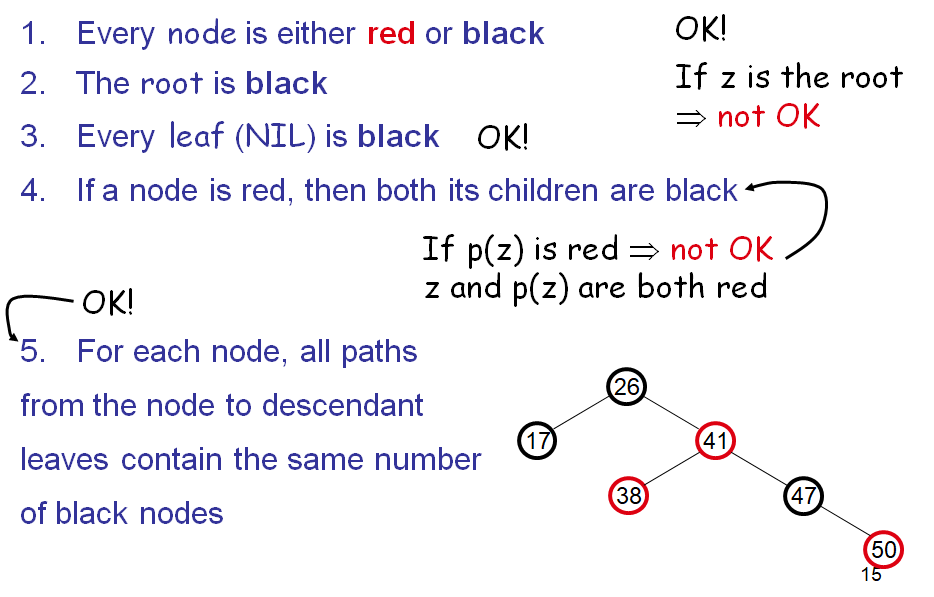 1. Every node is either red or black
OK!
2. The root is black
If z is the root
⇒ not OK
3. Every leaf (NIL) is black OK!
4. If a node is red, then both its children are black
If p(z) is red ⇒ not OK
z and p(z) are both red
OK!
5. For each node, all paths
from the node to descendant
leaves contain the same number
of black nodes
26
17
41
38
47
50
15